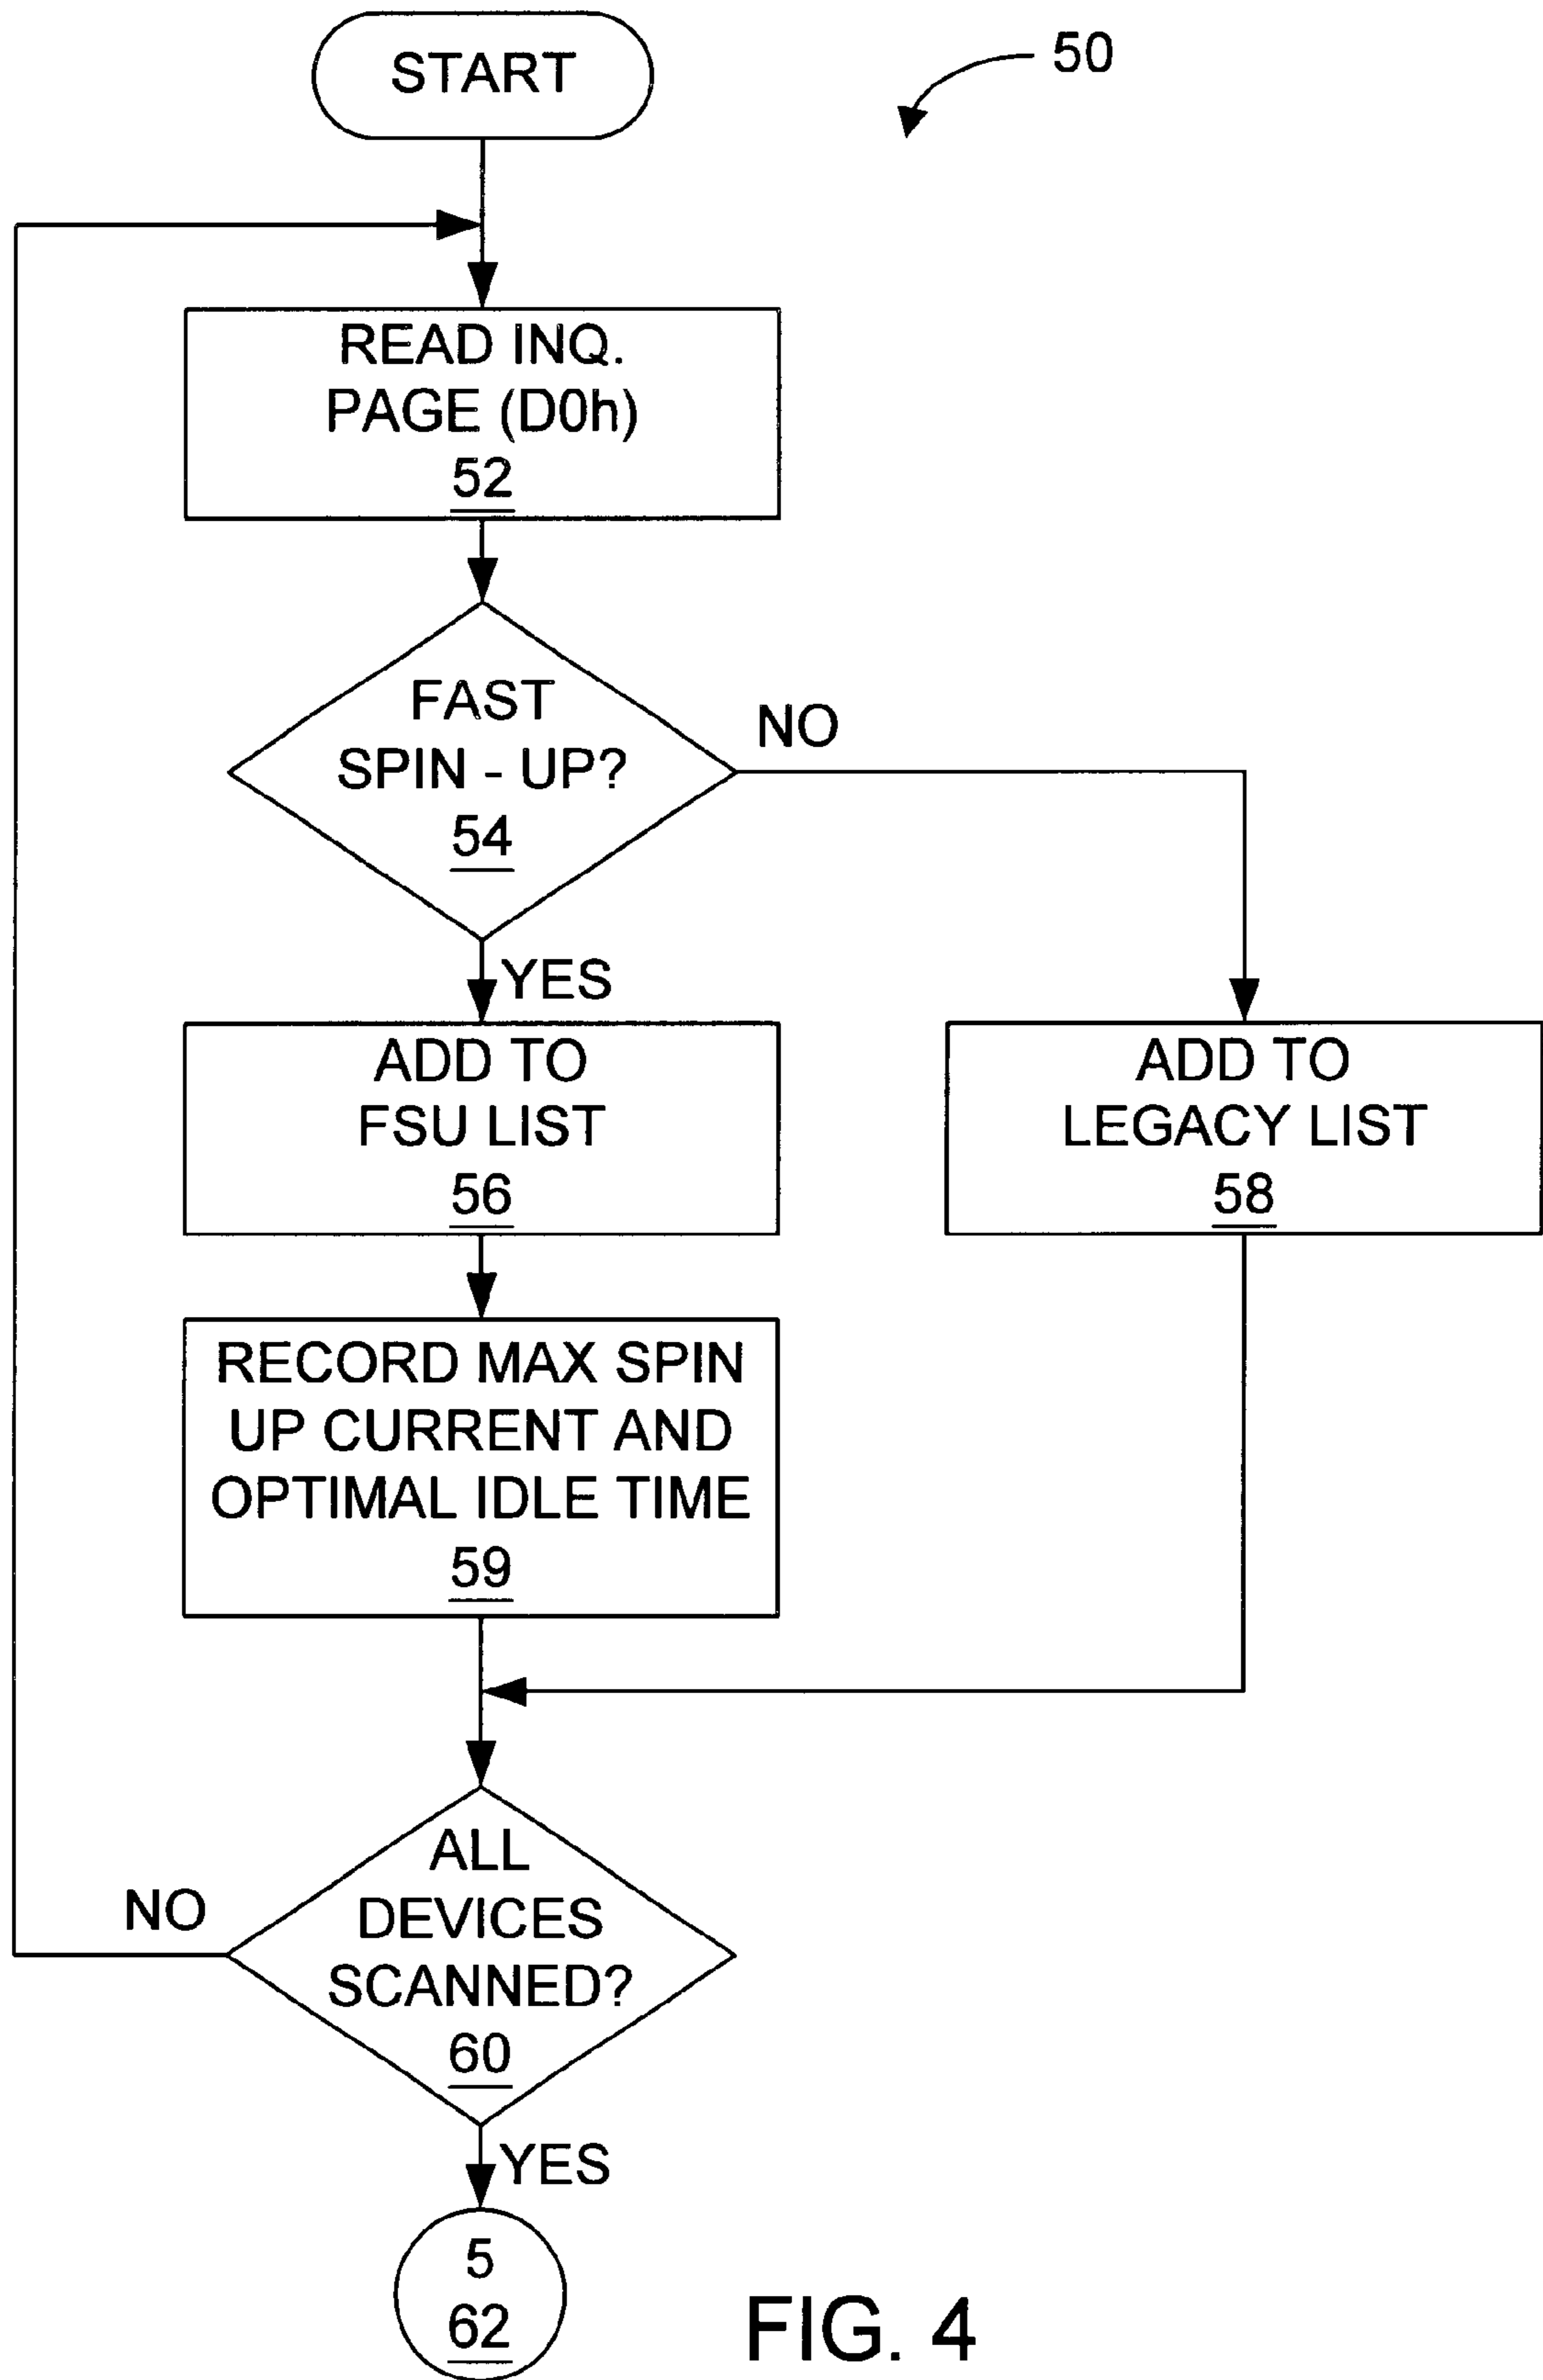 START
50
READ INQ.
PAGE (D0h)
52
FAST
SPIN - UP?
54
NO
YES
ADD TO
FSU LIST
56
ADD TO
LEGACY LIST
58
RECORD MAX SPIN
UP CURRENT AND
OPTIMAL IDLE TIME
59
ALL
DEVICES
SCANNED?
60
NO
YES
5
62
FIG. 4